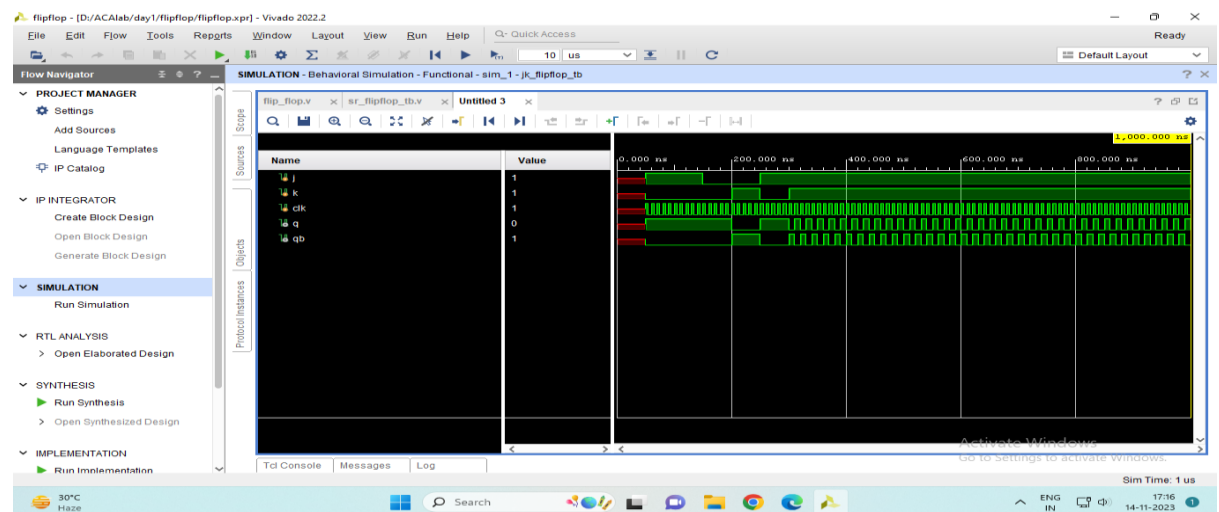 flipflop - [D:/ACAlab/day1/flipflop/flipflop.xpr] - Vivado 2022.2
File Edit Flow Tools Reports Window Layout View Run Help Q- Quick Access
Ready
10 us
Default Layout
Flow Navigator
SIMULATION - Behavioral Simulation - Functional - sim_1 - jk_flipflop_tb
PROJECT MANAGER
Settings
Add Sources
Language Templates
IP Catalog
IP INTEGRATOR
Create Block Design
Open Block Design
Generate Block Design
SIMULATION
Run Simulation
RTL ANALYSIS
Open Elaborated Design
SYNTHESIS
Run Synthesis
Open Synthesized Design
IMPLEMENTATION
Run Implementation
Scope
Sources
Objects
Protocol Instances
flip_flop.v sr_flipflop_tb.v Untitled 3
1,000.000 ns
Name Value 0.000 ns 200.000 ns 400.000 ns 600.000 ns 800.000 ns
j 1
k 1
clk 1
q 0
qb 1
Activate Windows
Go to Settings to activate Windows.
Tcl Console Messages Log
Sim Time: 1 us
30°C
Haze
Search
ENG
IN
17:16
14-11-2023
1